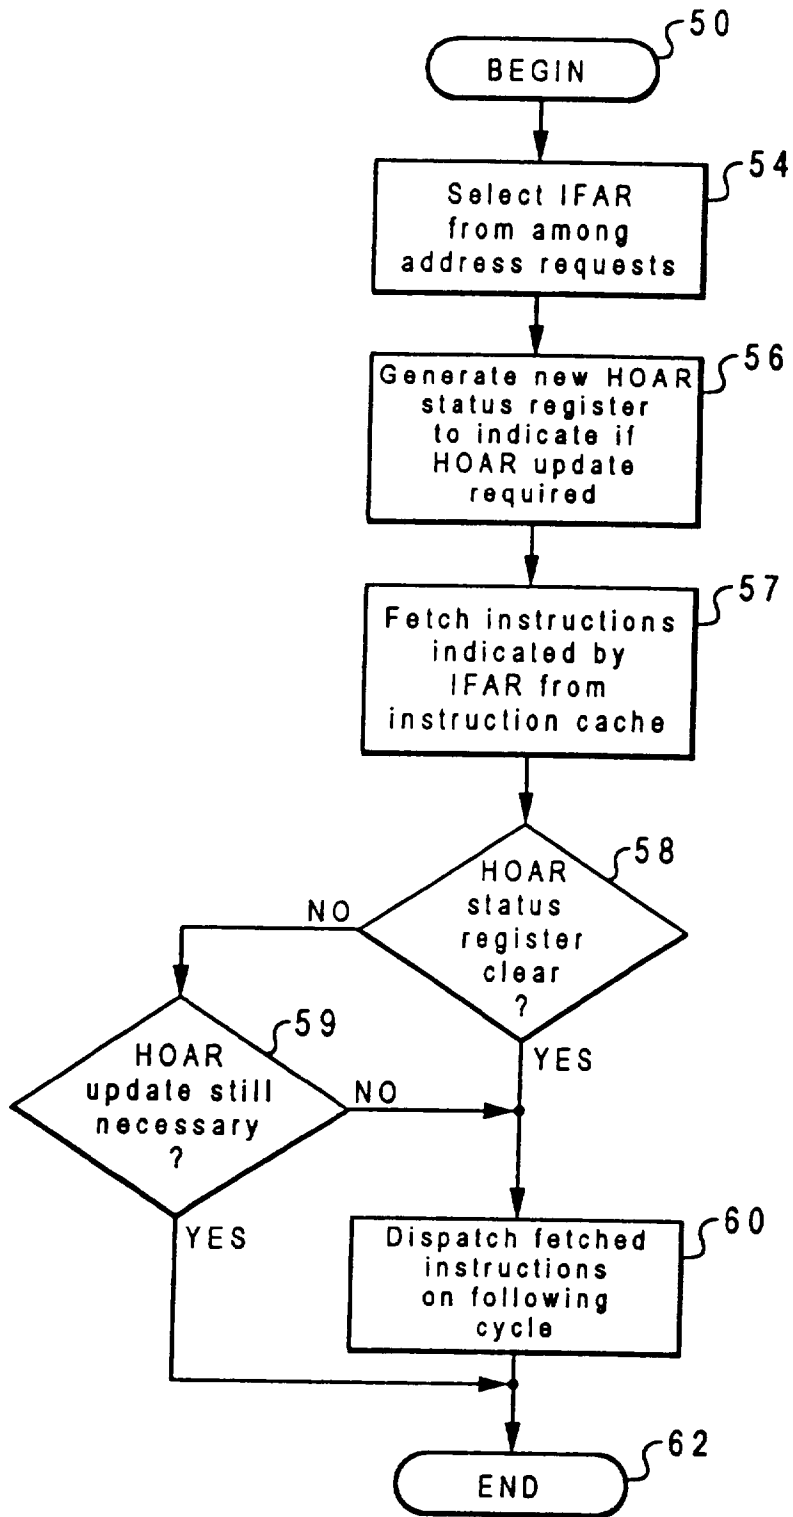 50
BEGIN
54
Select IFAR
from among
address requests
56
Generate new HOAR
status register
to indicate if
HOAR update
required
57
Fetch instructions
indicated by
IFAR from
instruction cache
58
HOAR
status
register
clear
?
NO
YES
59
HOAR
update still
necessary
?
NO
YES
60
Dispatch fetched
instructions
on following
cycle
62
END